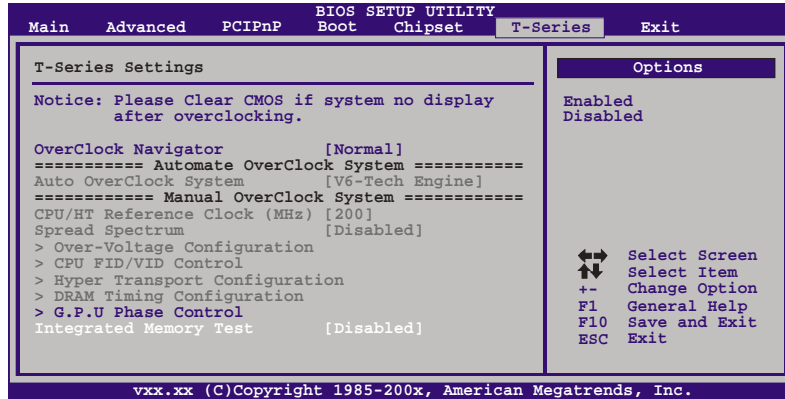 BIOS SETUP UTILITY
Main Advanced PCIPnP Boot Chipset T-Series Exit
T-Series Settings
Notice: Please Clear CMOS if system no display
after overclocking.
OverClock Navigator [Normal]
=========== Automate OverClock System ===========
Auto OverClock System [V6-Tech Engine]
============ Manual OverClock System ============
CPU/HT Reference Clock (MHz) [200]
Spread Spectrum [Disabled]
> Over-Voltage Configuration
> CPU FID/VID Control
> Hyper Transport Configuration
> DRAM Timing Configuration
> G.P.U Phase Control
Integrated Memory Test [Disabled]
Options
Enabled
Disabled
Select Screen
Select Item
+- Change Option
F1 General Help
F10 Save and Exit
ESC Exit
vxx.xx (C)Copyright 1985-200x, American Megatrends, Inc.